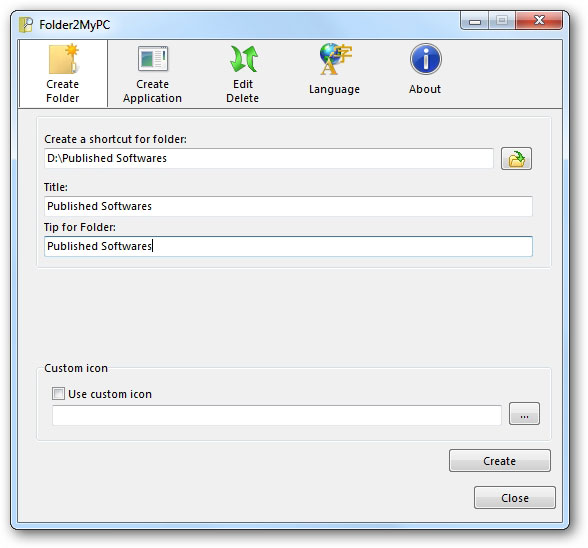 Folder2MyPC
Create
Folder
Create
Application
Edit
Delete
Language
About
Create a shortcut for folder:
D:\Published Softwares
Title:
Published Softwares
Tip for Folder:
Published Softwares
Custom icon
Use custom icon
...
Create
Close